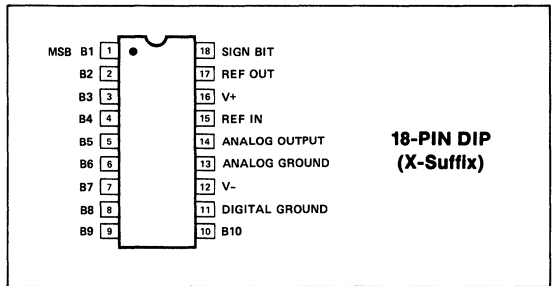 MSB B1 1 18 SIGN BIT
B2 2 17 REF OUT
B3 3 16 V+
B4 4 15 REF IN
B5 5 14 ANALOG OUTPUT
B6 6 13 ANALOG GROUND
B7 7 12 V−
B8 8 11 DIGITAL GROUND
B9 9 10 B10
18-PIN DIP
(X-Suffix)